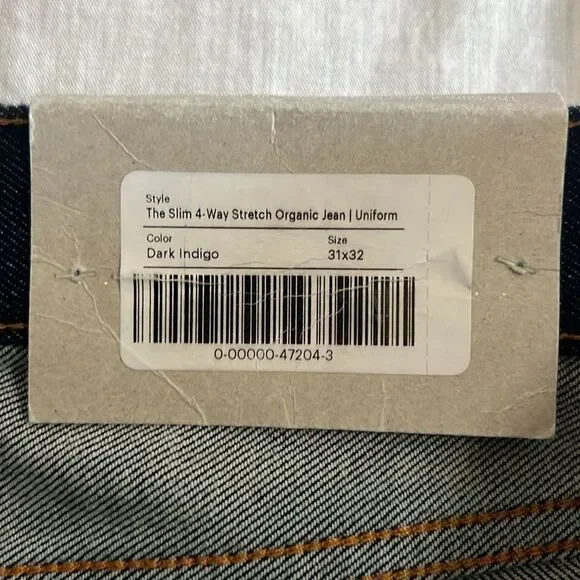 Style
The Slim 4-Way Stretch Organic Jean | Uniform
Color Size
Dark Indigo 31x32
0-00000-47204-3